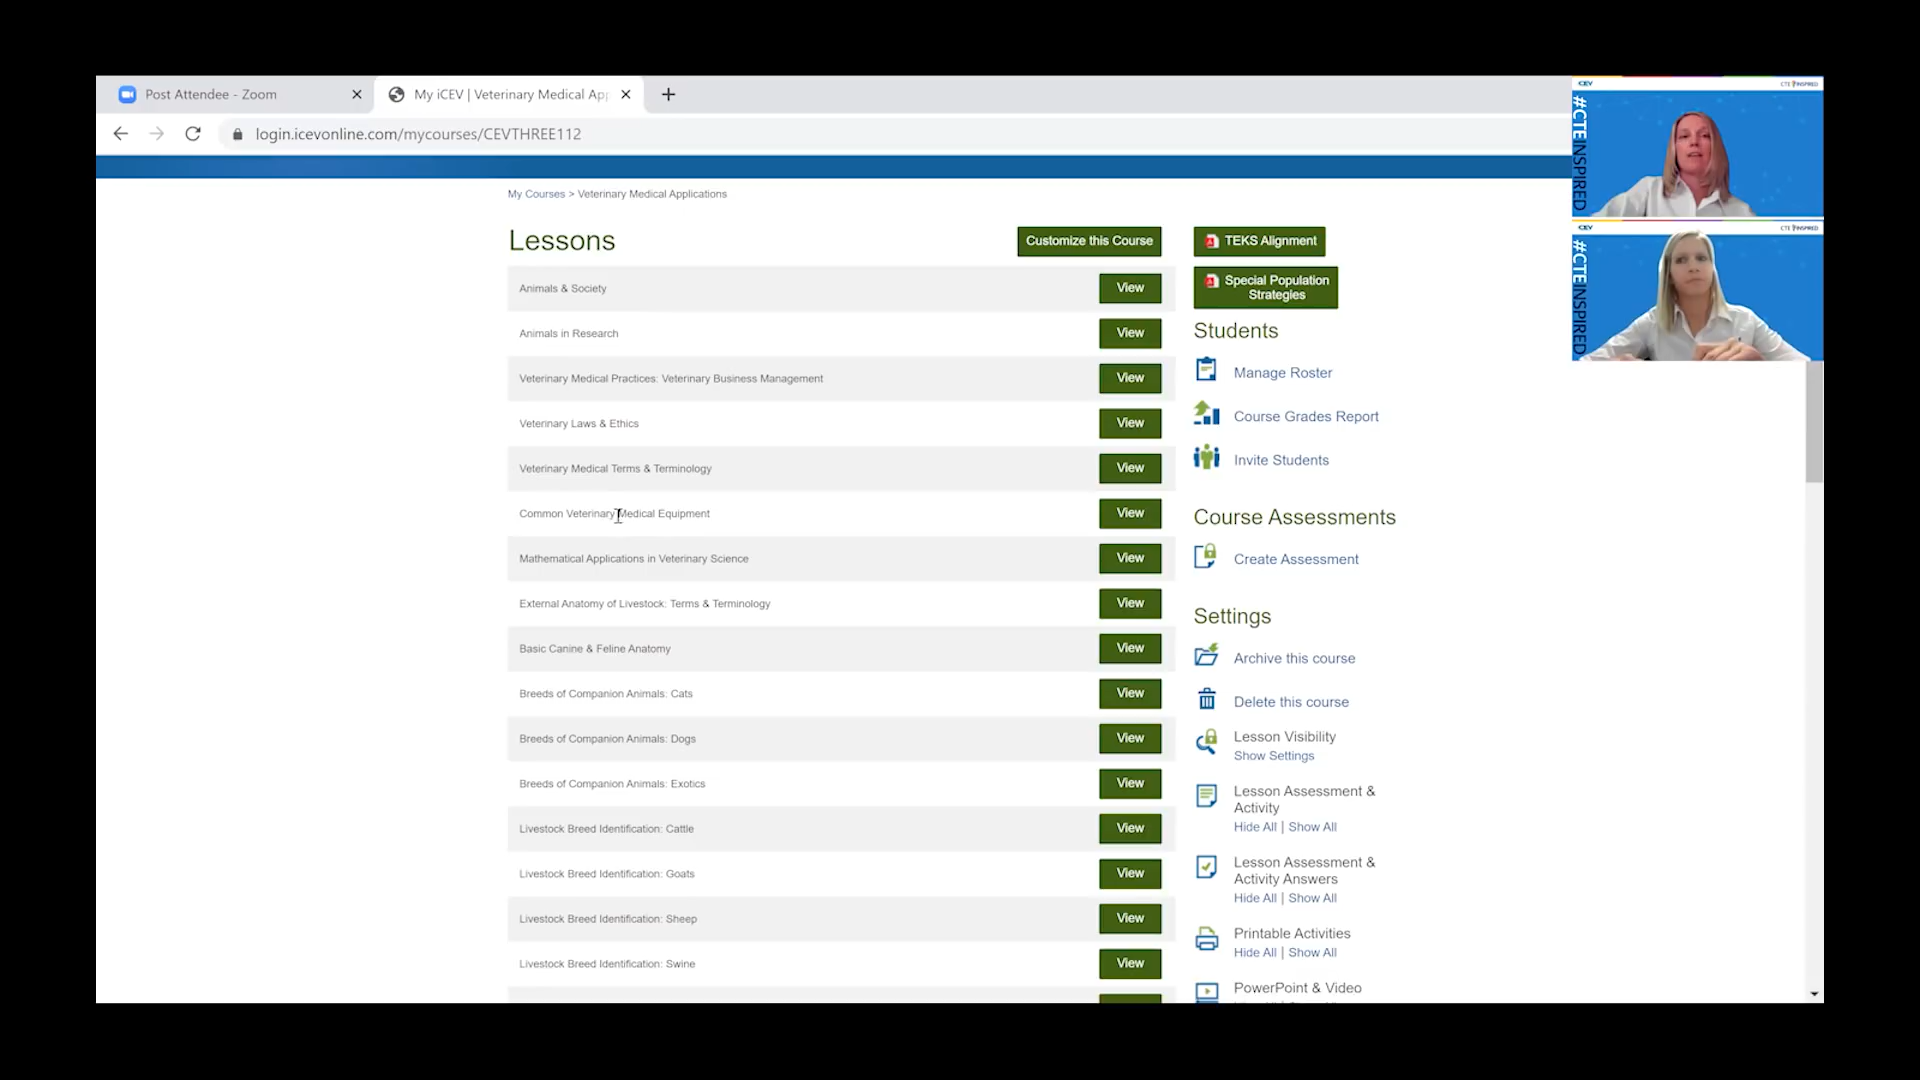 Post Attendee - Zoom
My iCEV | Veterinary Medical App
login.icevonline.com/mycourses/CEVTHREE112
CEV
CTE INSPIRED
#CTEINSPIRED
CEV
CTE INSPIRED
#CTEINSPIRED
My Courses > Veterinary Medical Applications
Lessons
Customize this Course
Animals & Society
View
Animals in Research
View
Veterinary Medical Practices: Veterinary Business Management
View
Veterinary Laws & Ethics
View
Veterinary Medical Terms & Terminology
View
Common Veterinary Medical Equipment
View
Mathematical Applications in Veterinary Science
View
External Anatomy of Livestock: Terms & Terminology
View
Basic Canine & Feline Anatomy
View
Breeds of Companion Animals: Cats
View
Breeds of Companion Animals: Dogs
View
Breeds of Companion Animals: Exotics
View
Livestock Breed Identification: Cattle
View
Livestock Breed Identification: Goats
View
Livestock Breed Identification: Sheep
View
Livestock Breed Identification: Swine
View
TEKS Alignment
Special Population
Strategies
Students
Manage Roster
Course Grades Report
Invite Students
Course Assessments
Create Assessment
Settings
Archive this course
Delete this course
Lesson Visibility
Show Settings
Lesson Assessment &
Activity
Hide All | Show All
Lesson Assessment &
Activity Answers
Hide All | Show All
Printable Activities
Hide All | Show All
PowerPoint & Video